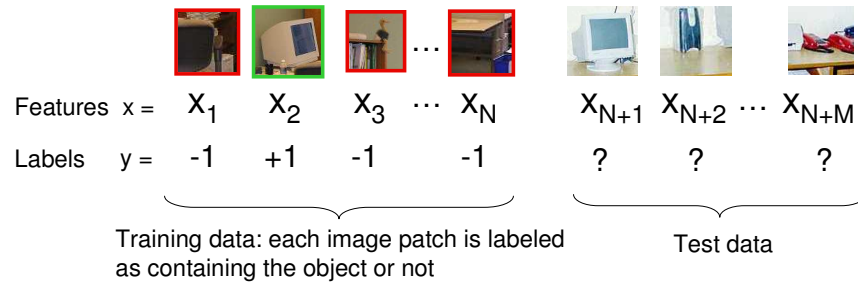 ... 
Features x = x1 x2 x3 ... xN xN+1 xN+2 ... xN+M
Labels y = -1 +1 -1 -1 ? ? ?
Training data: each image patch is labeled
as containing the object or not
Test data